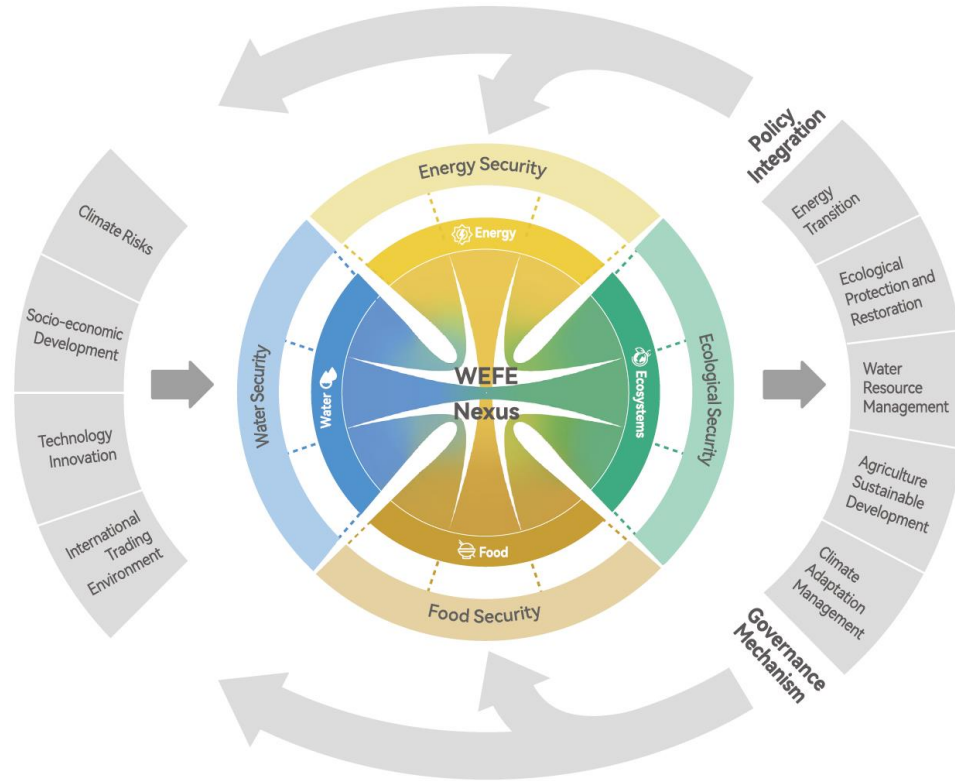 Climate Risks
Socio-economic
Development
Technology
Innovation
International
Trading
Environment
Energy Security
Water Security
Ecological Security
Food Security
Energy
Water
Ecosystems
Food
WEFE
Nexus
Policy
Integration
Energy
Transition
Ecological
Protection and
Restoration
Water
Resource
Management
Agriculture
Sustainable
Development
Climate
Adaptation
Management
Governance
Mechanism